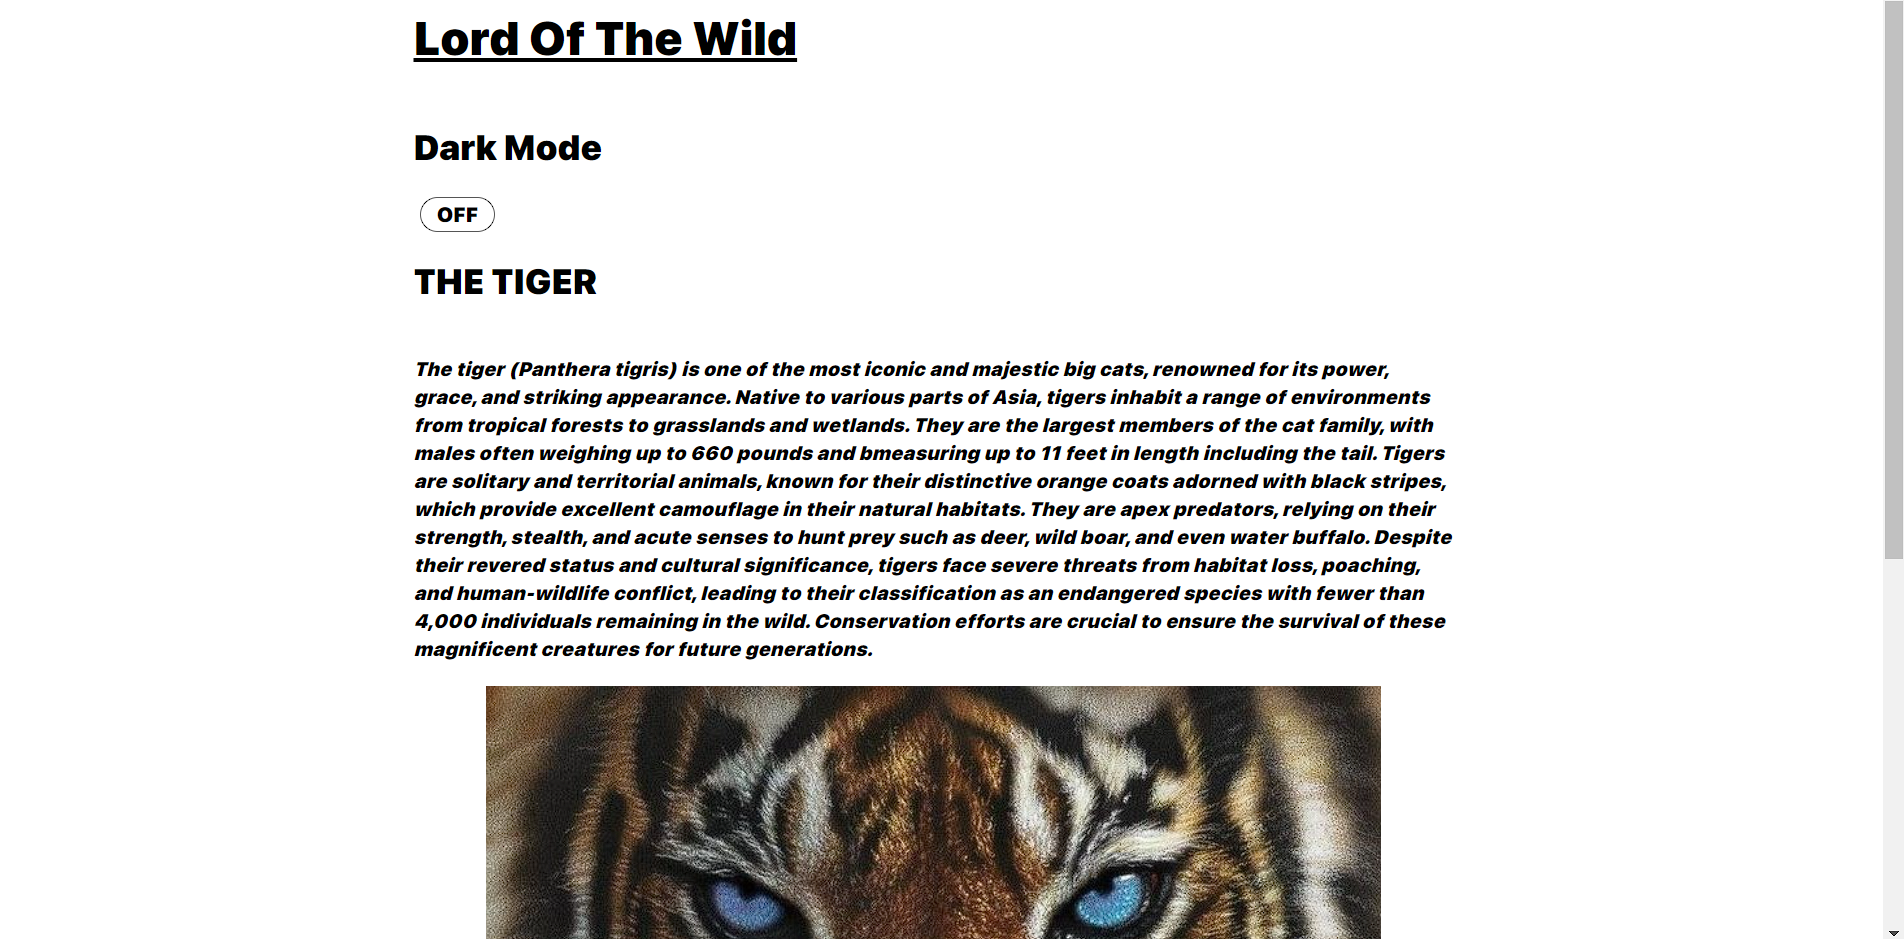 Lord Of The Wild
Dark Mode
OFF
THE TIGER
The tiger (Panthera tigris) is one of the most iconic and majestic big cats, renowned for its power,
grace, and striking appearance. Native to various parts of Asia, tigers inhabit a range of environments
from tropical forests to grasslands and wetlands. They are the largest members of the cat family, with
males often weighing up to 660 pounds and bmeasuring up to 11 feet in length including the tail. Tigers
are solitary and territorial animals, known for their distinctive orange coats adorned with black stripes,
which provide excellent camouflage in their natural habitats. They are apex predators, relying on their
strength, stealth, and acute senses to hunt prey such as deer, wild boar, and even water buffalo. Despite
their revered status and cultural significance, tigers face severe threats from habitat loss, poaching,
and human-wildlife conflict, leading to their classification as an endangered species with fewer than
4,000 individuals remaining in the wild. Conservation efforts are crucial to ensure the survival of these
magnificent creatures for future generations.